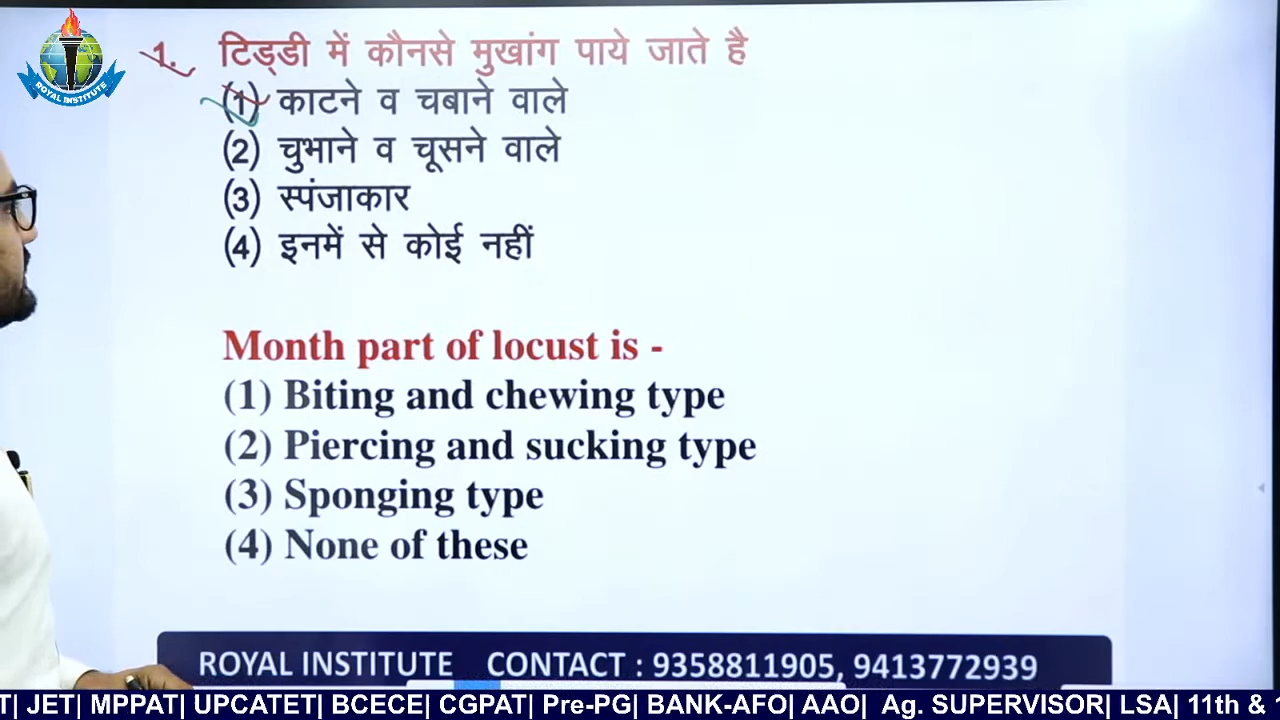 ROYAL INSTITUTE
1. टिड्डी में कौनसे मुखांग पाये जाते है
(1) काटने व चबाने वाले
(2) चुभाने व चूसने वाले
(3) स्पंजाकार
(4) इनमें से कोई नहीं
Month part of locust is -
(1) Biting and chewing type
(2) Piercing and sucking type
(3) Sponging type
(4) None of these
ROYAL INSTITUTE CONTACT : 9358811905, 9413772939
T| JET| MPPAT| UPCATET| BCECE| CGPAT| Pre-PG| BANK-AFO| AAO| Ag. SUPERVISOR| LSA| 11th &